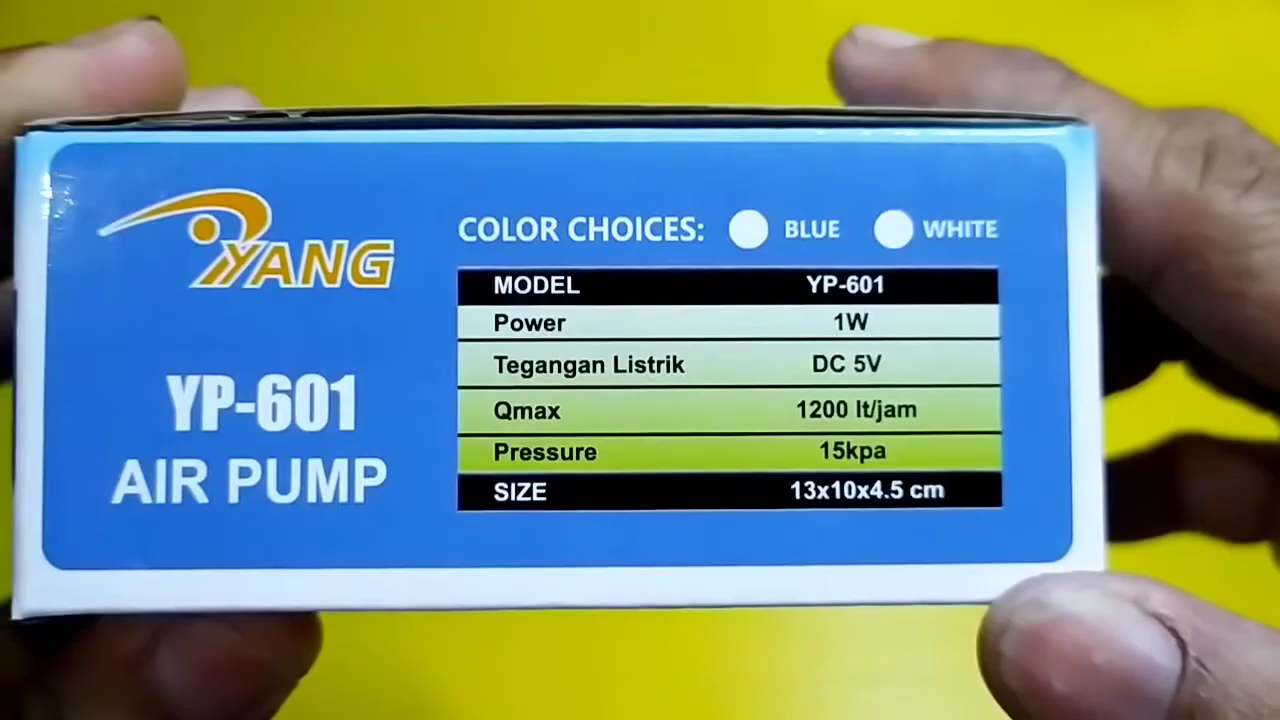 YANG
COLOR CHOICES: BLUE WHITE
MODEL YP-601
Power 1W
Tegangan Listrik DC 5V
Qmax 1200 lt/jam
Pressure 15kpa
SIZE 13x10x4.5 cm
YP-601
AIR PUMP